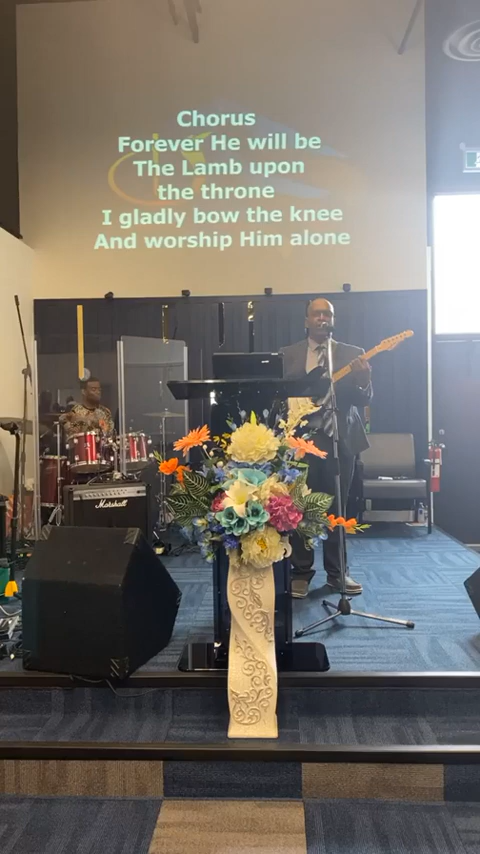 Chorus
Forever He will be
The Lamb upon
the throne
I gladly bow the knee
And worship Him alone
Marshall